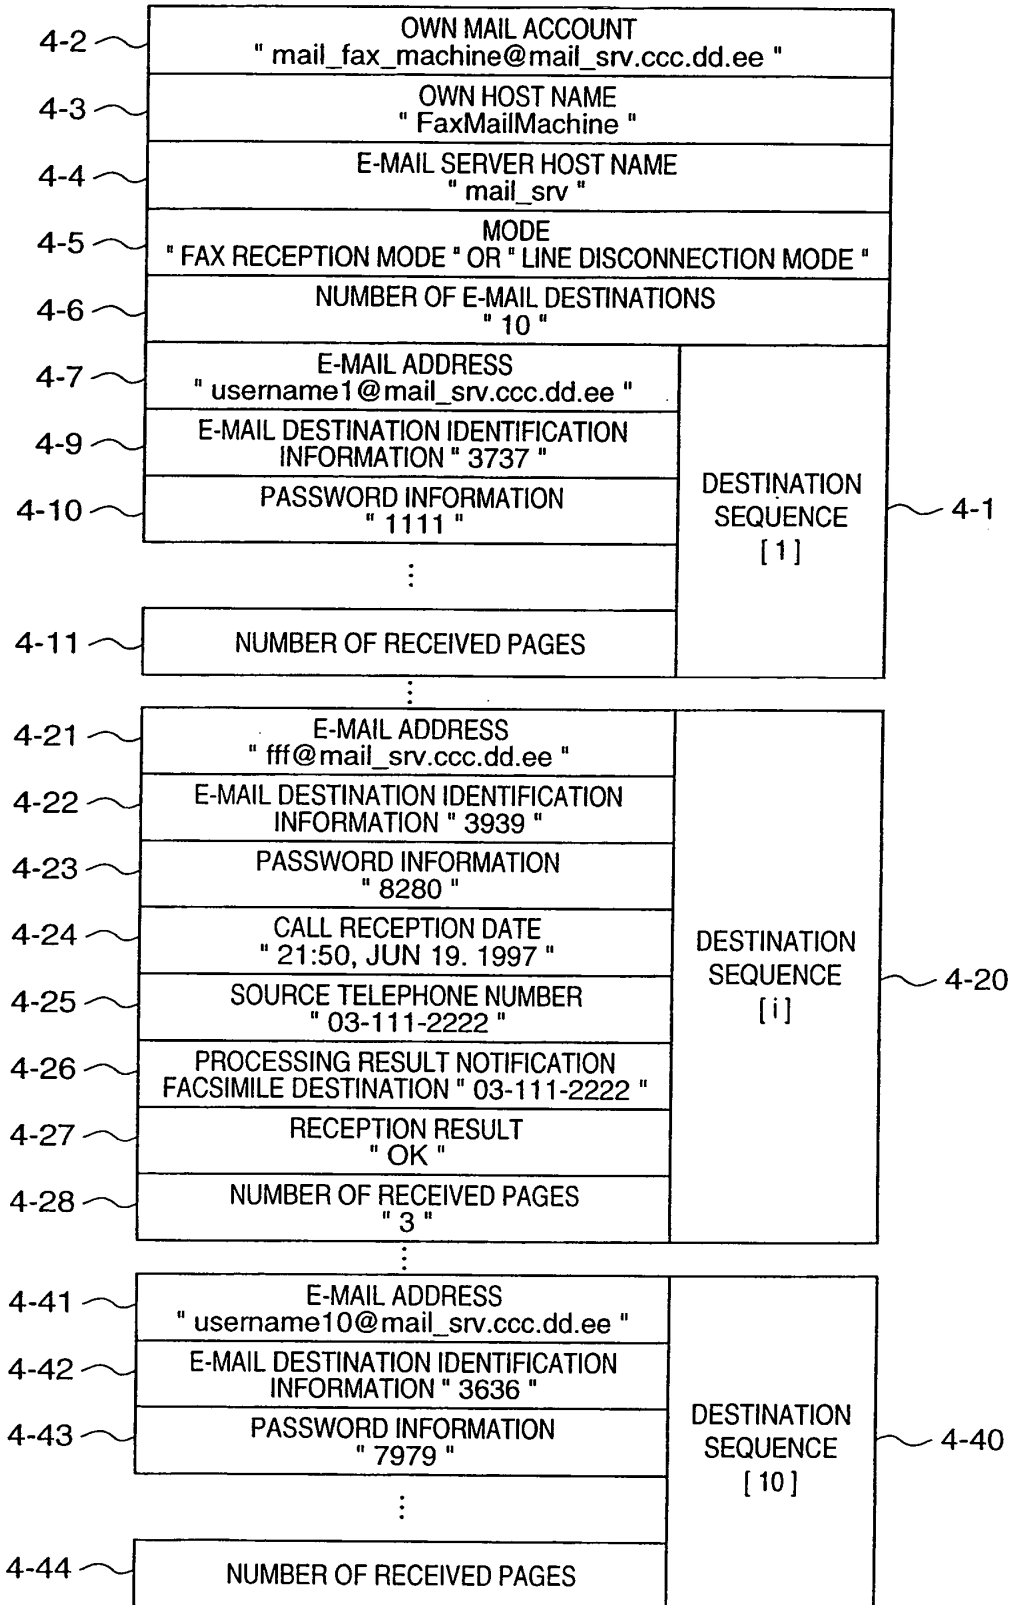 4-2
OWN MAIL ACCOUNT
" mail_fax_machine@mail_srv.ccc.dd.ee "
4-3
OWN HOST NAME
" FaxMailMachine "
4-4
E-MAIL SERVER HOST NAME
" mail_srv "
4-5
MODE
" FAX RECEPTION MODE " OR " LINE DISCONNECTION MODE "
4-6
NUMBER OF E-MAIL DESTINATIONS
" 10 "
4-7
E-MAIL ADDRESS
" username1@mail_srv.ccc.dd.ee "
4-9
E-MAIL DESTINATION IDENTIFICATION
INFORMATION " 3737 "
4-10
PASSWORD INFORMATION
" 1111 "
4-11
NUMBER OF RECEIVED PAGES
DESTINATION
SEQUENCE
[ 1 ]
4-1
4-21
E-MAIL ADDRESS
" fff@mail_srv.ccc.dd.ee "
4-22
E-MAIL DESTINATION IDENTIFICATION
INFORMATION " 3939 "
4-23
PASSWORD INFORMATION
" 8280 "
4-24
CALL RECEPTION DATE
" 21:50, JUN 19. 1997 "
4-25
SOURCE TELEPHONE NUMBER
" 03-111-2222 "
4-26
PROCESSING RESULT NOTIFICATION
FACSIMILE DESTINATION " 03-111-2222 "
4-27
RECEPTION RESULT
" OK "
4-28
NUMBER OF RECEIVED PAGES
" 3 "
DESTINATION
SEQUENCE
[ i ]
4-20
4-41
E-MAIL ADDRESS
" username10@mail_srv.ccc.dd.ee "
4-42
E-MAIL DESTINATION IDENTIFICATION
INFORMATION " 3636 "
4-43
PASSWORD INFORMATION
" 7979 "
4-44
NUMBER OF RECEIVED PAGES
DESTINATION
SEQUENCE
[ 10 ]
4-40